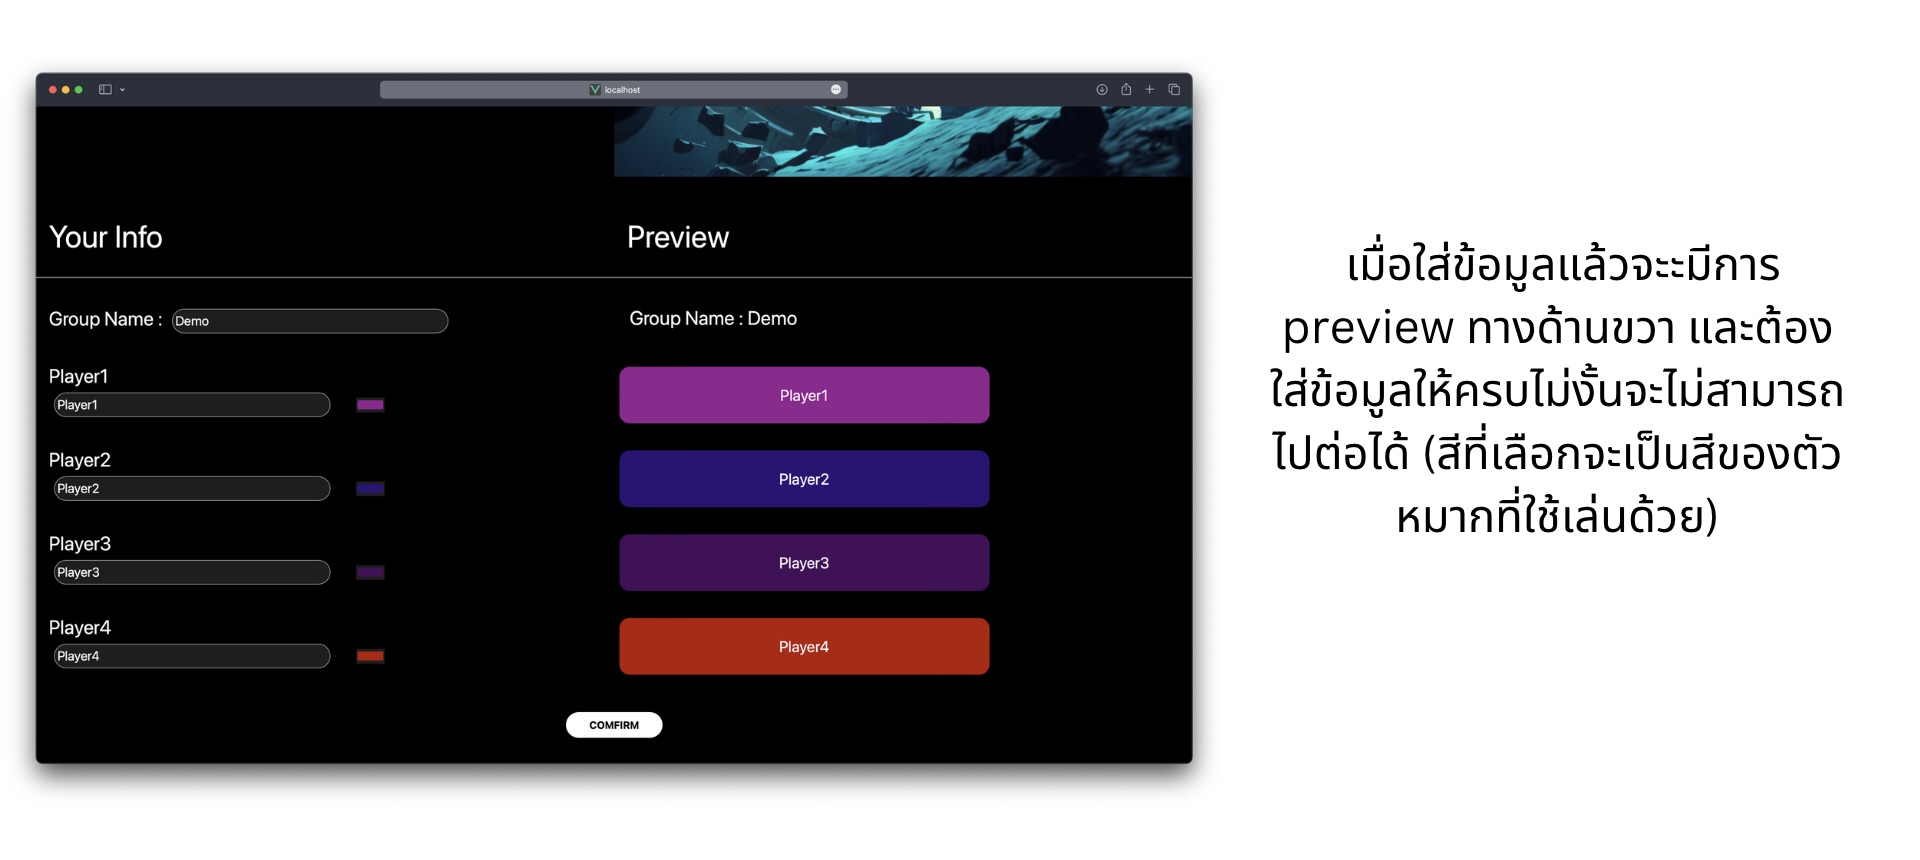 localhost
Your Info
Preview
Group Name : Demo
Group Name : Demo
Player1
Player1
Player1
Player2
Player2
Player2
Player3
Player3
Player3
Player4
Player4
Player4
COMFIRM
เมื่อใส่ข้อมูลแล้วจะะมีการ
preview ทางด้านขวา และต้อง
ใส่ข้อมูลให้ครบไม่งั้นจะไม่สามารถ
ไปต่อได้ (สีที่เลือกจะเป็นสีของตัว
หมากที่ใช้เล่นด้วย)